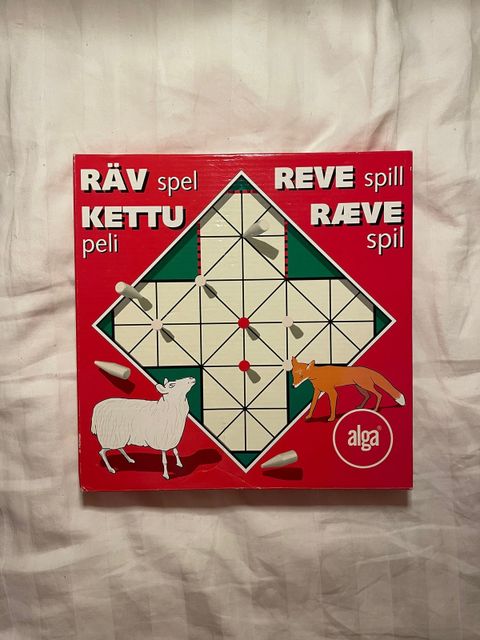 RÄV spel
KETTU
peli
REVE spill
RÆVE
spil
alga